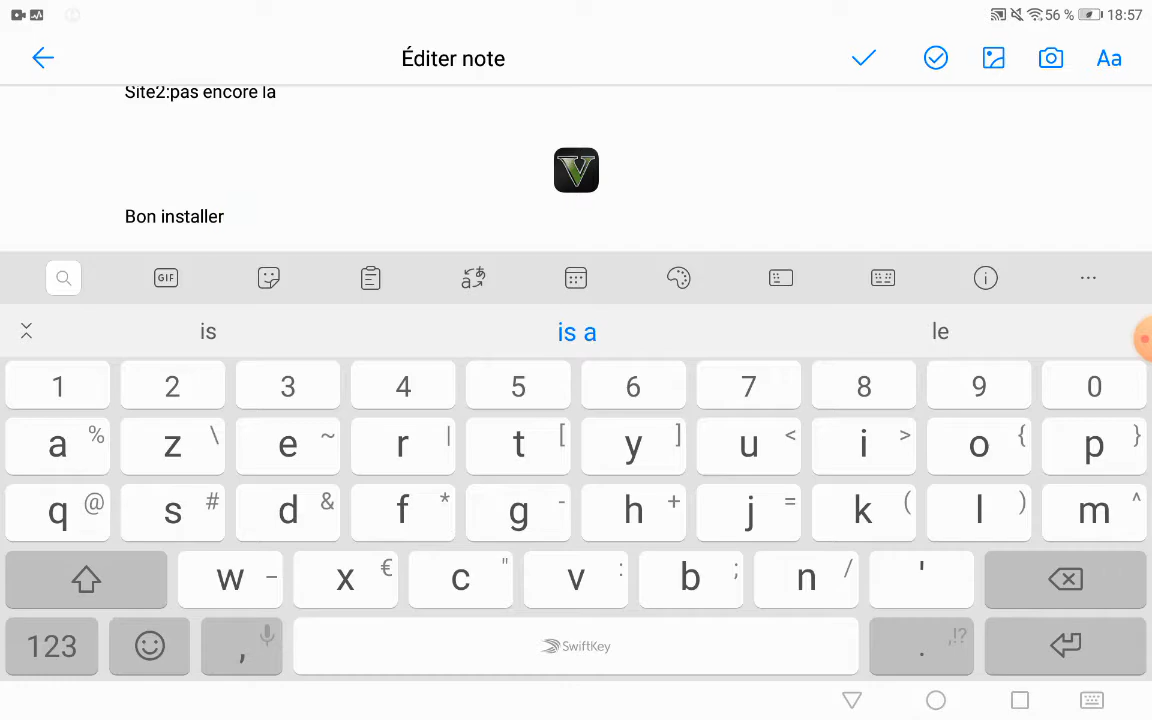 56 % 18:57
Éditer note Aa
Site2:pas encore la
V
Bon installer
GIF
is is a le
1 2 3 4 5 6 7 8 9 0
a % z \ e ~ r | t [ y ] u < i > o { p }
q @ s # d & f * g - h + j = k ( l ) m ^
w _ x € c " v : b ; n / '
123 , SwiftKey . ,!?